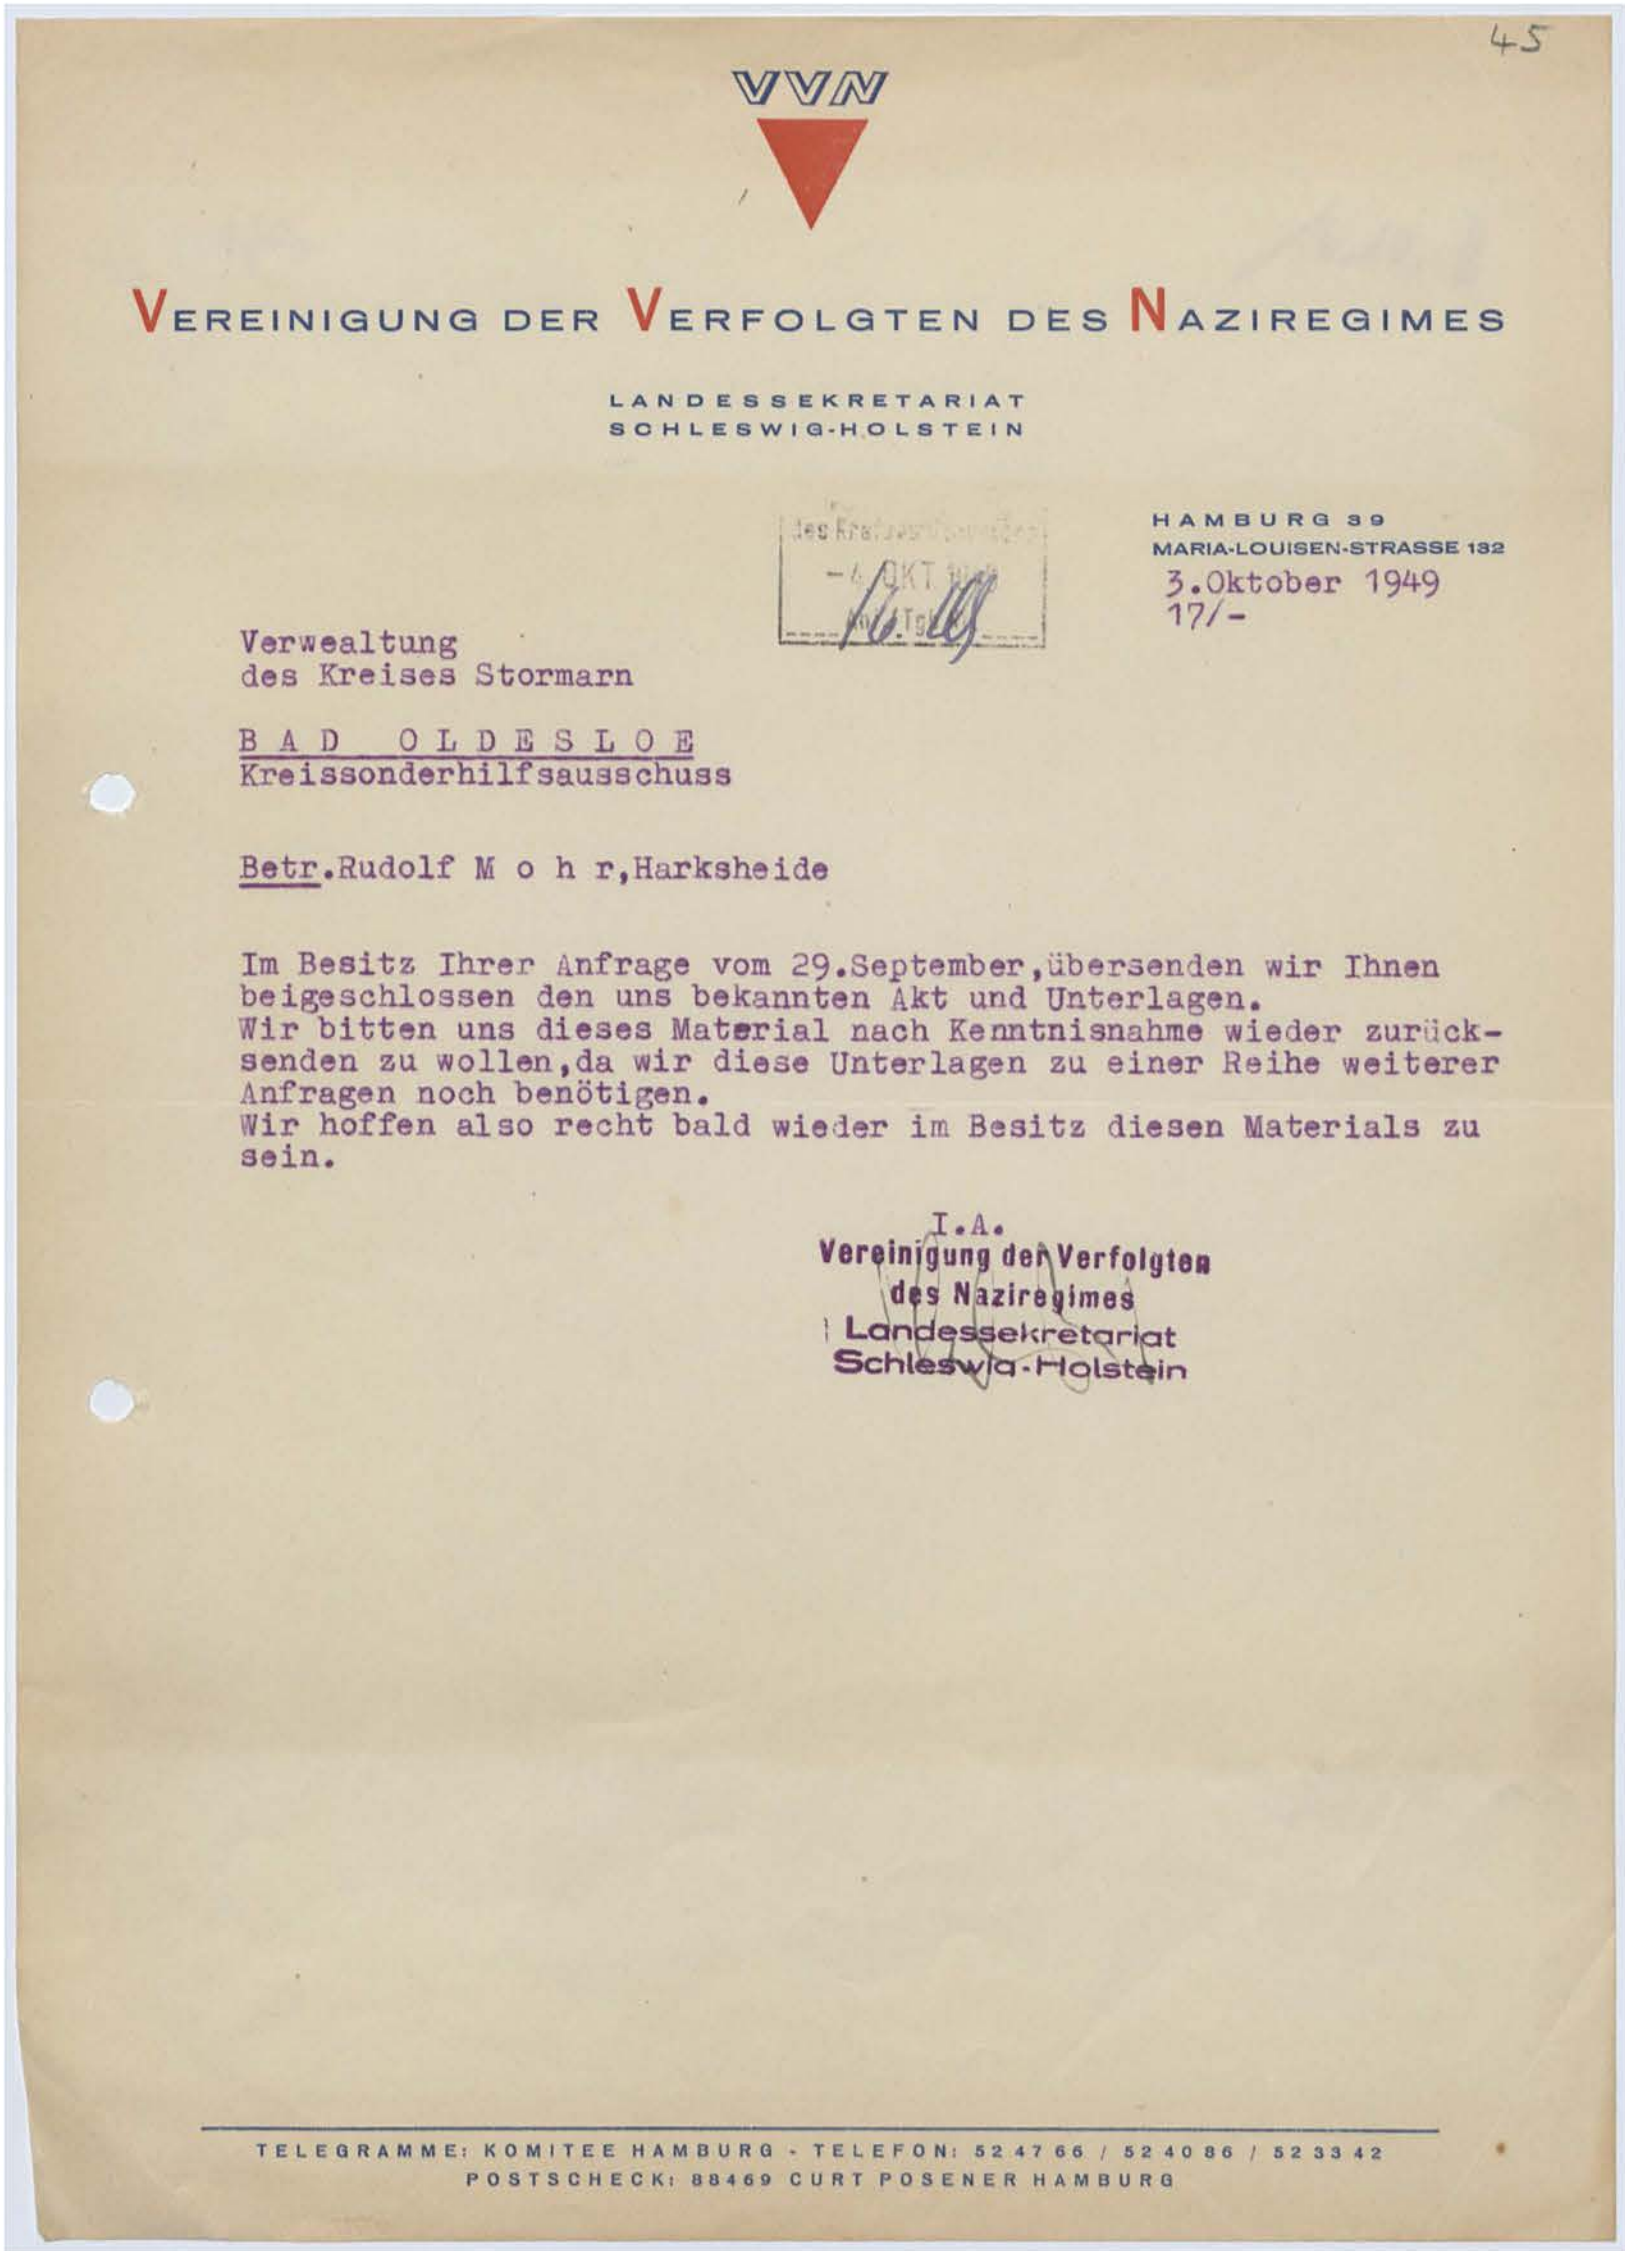 45
VVN
VEREINIGUNG DER VERFOLGTEN DES NAZIREGIMES
LANDESSEKRETARIAT
SCHLESWIG-HOLSTEIN
HAMBURG 39
MARIA-LOUISEN-STRASSE 132
3.Oktober 1949
17/-
des
-4. OKT
Verwealtung
des Kreises Stormarn
BAD OLDESLOE
Kreissonderhilfsausschuss
Betr.Rudolf M o h r,Harksheide
Im Besitz Ihrer Anfrage vom 29.September,übersenden wir Ihnen
beigeschlossen den uns bekannten Akt und Unterlagen.
Wir bitten uns dieses Material nach Kenntnisnahme wieder zurück-
senden zu wollen,da wir diese Unterlagen zu einer Reihe weiterer
Anfragen noch benötigen.
Wir hoffen also recht bald wieder im Besitz diesen Materials zu
sein.
I.A.
Vereinigung der Verfolgten
des Naziregimes
Landessekretariat
Schleswig-Holstein
TELEGRAMME: KOMITEE HAMBURG - TELEFON: 52 47 66 / 52 40 86 / 52 33 42
POSTSCHECK: 88469 CURT POSENER HAMBURG